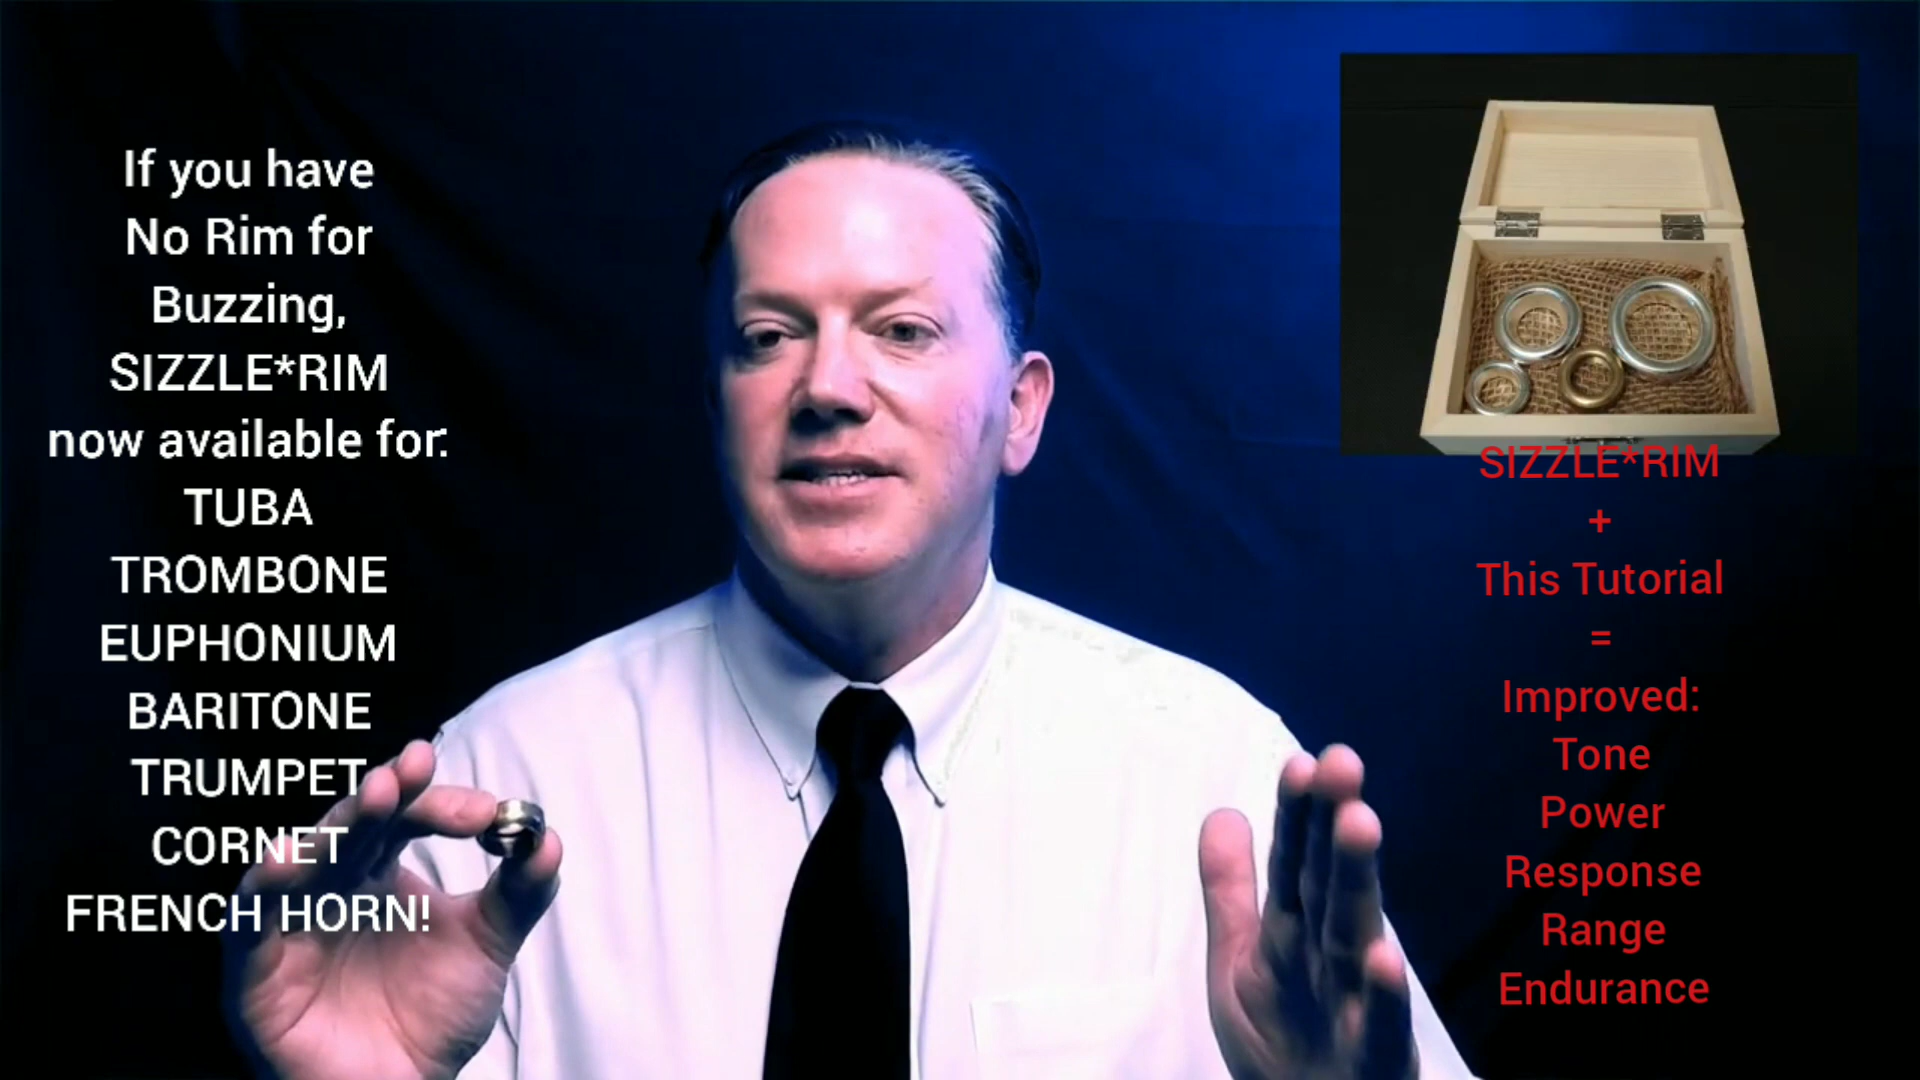 If you have
No Rim for
Buzzing,
SIZZLE*RIM
now available for:
TUBA
TROMBONE
EUPHONIUM
BARITONE
TRUMPET
CORNET
FRENCH HORN!
SIZZLE*RIM
+
This Tutorial
=
Improved:
Tone
Power
Response
Range
Endurance